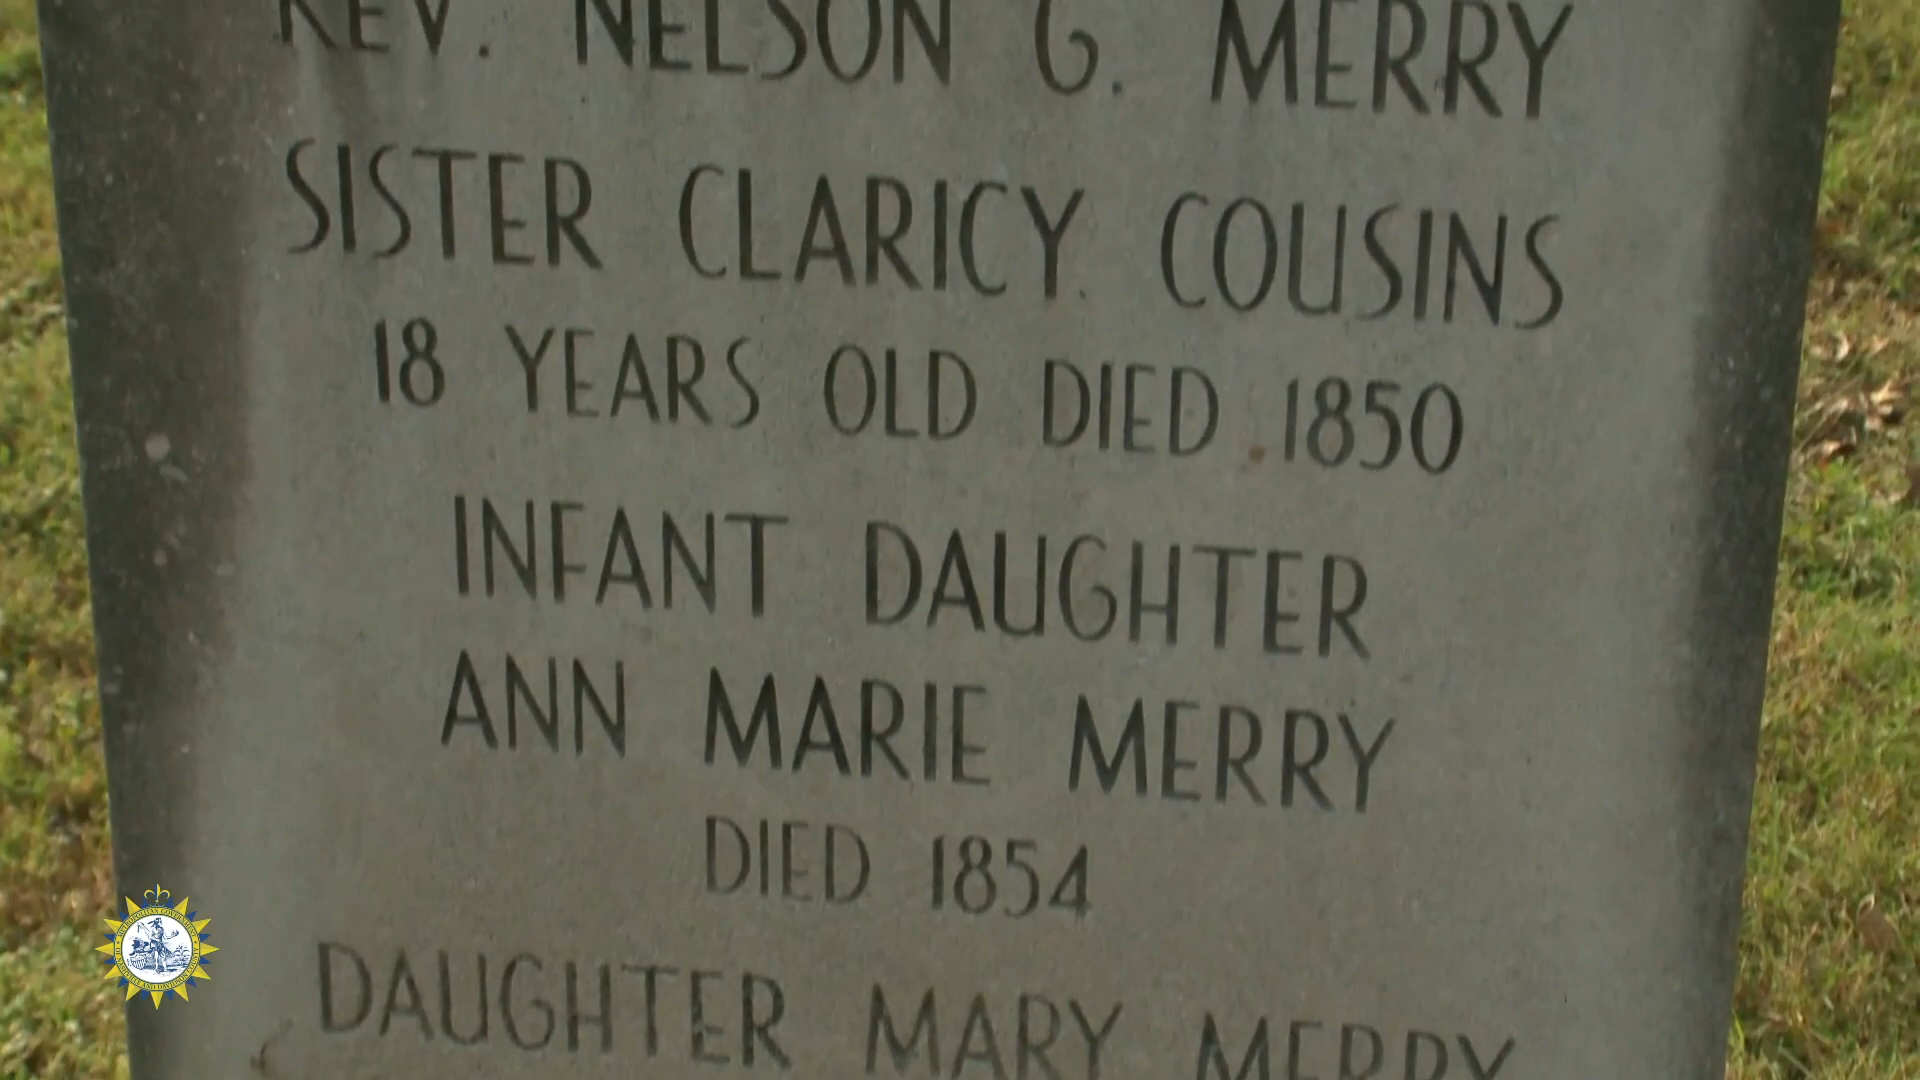 REV. NELSON G. MERRY
SISTER CLARICY COUSINS
18 YEARS OLD DIED 1850
INFANT DAUGHTER
ANN MARIE MERRY
DIED 1854
DAUGHTER MARY MERRY